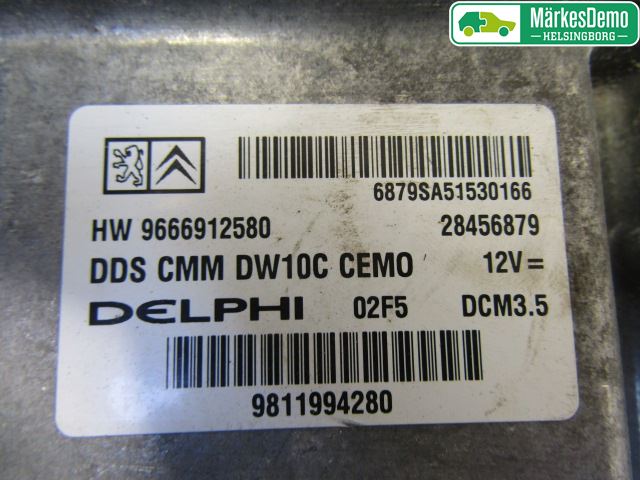 MärkesDemo
HELSINGBORG
6879SA51530166
HW 9666912580 28456879
DDS CMM DW10C CEMO 12V=
DELPHI 02F5 DCM3.5
9811994280